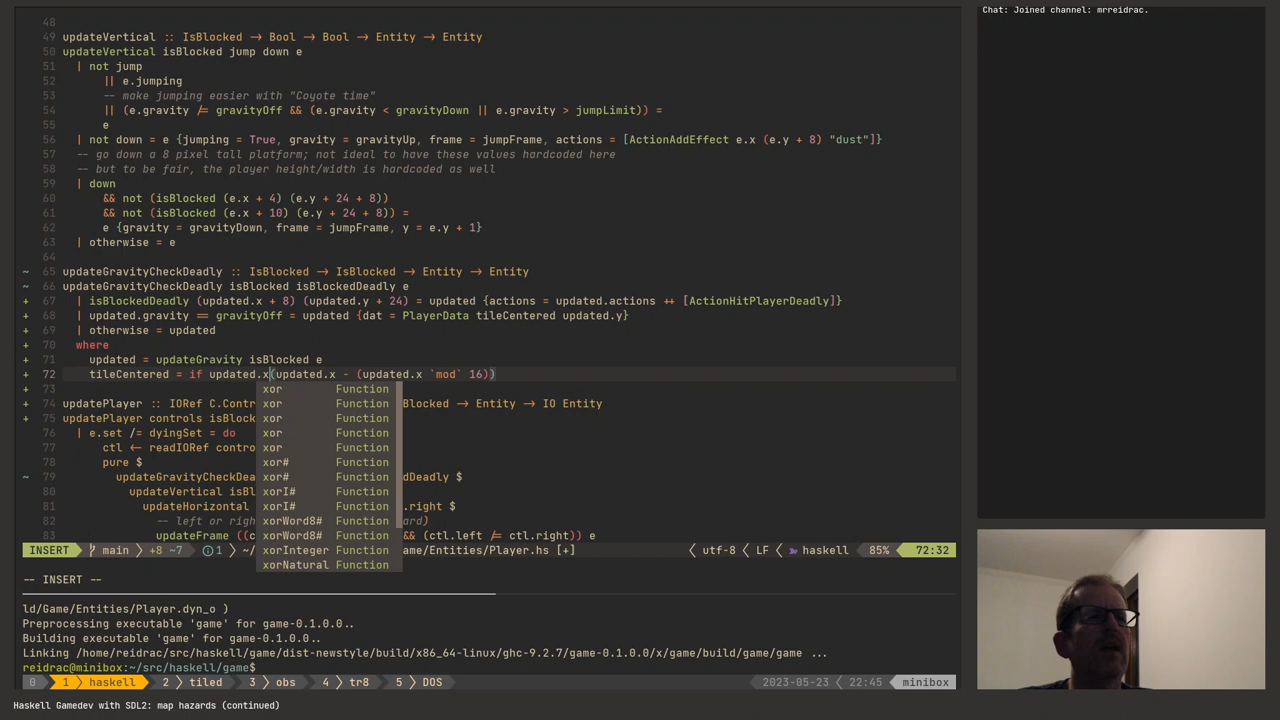 48
49 updateVertical :: IsBlocked → Bool → Bool → Entity → Entity
50 updateVertical isBlocked jump down e
51   | not jump
52       || e.jumping
53       -- make jumping easier with "Coyote time"
54       || (e.gravity /= gravityOff && (e.gravity < gravityDown || e.gravity > jumpLimit)) =
55       e
56   | not down = e {jumping = True, gravity = gravityUp, frame = jumpFrame, actions = [ActionAddEffect e.x (e.y + 8) "dust"]}
57   -- go down a 8 pixel tall platform; not ideal to have these values hardcoded here
58   -- but to be fair, the player height/width is hardcoded as well
59   | down
60       && not (isBlocked (e.x + 4) (e.y + 24 + 8))
61       && not (isBlocked (e.x + 10) (e.y + 24 + 8)) =
62       e {gravity = gravityDown, frame = jumpFrame, y = e.y + 1}
63   | otherwise = e
64
~ 65 updateGravityCheckDeadly :: IsBlocked → IsBlocked → Entity → Entity
~ 66 updateGravityCheckDeadly isBlocked isBlockedDeadly e
+ 67   | isBlockedDeadly (updated.x + 8) (updated.y + 24) = updated {actions = updated.actions ++ [ActionHitPlayerDeadly]}
+ 68   | updated.gravity == gravityOff = updated {dat = PlayerData tileCentered updated.y}
+ 69   | otherwise = updated
+ 70   where
+ 71     updated = updateGravity isBlocked e
+ 72     tileCentered = if updated.x(updated.x - (updated.x `mod` 16))
+ 73 xor Function
+ 74 updatePlayer :: IORef C.Contr xor Function Blocked → Entity → IO Entity
+ 75 updatePlayer controls isBlock xor Function
76   | e.set /= dyingSet = do xor Function
77       ctl ← readIORef contro xor Function
78       pure $ xor# Function
~ 79         updateGravityCheckDea xor# Function dDeadly $
80           updateVertical isBl xorI# Function
81             updateHorizontal xorI# Function .right $
82               -- left or righ xorWord8# Function ard)
83               updateFrame ((c xorWord8# Function && (ctl.left /= ctl.right)) e
INSERT main +8 ~7 1 ~/ xorInteger Function ame/Entities/Player.hs [+] utf-8 LF haskell 85% 72:32
xorNatural Function
-- INSERT --
ld/Game/Entities/Player.dyn_o )
Preprocessing executable 'game' for game-0.1.0.0..
Building executable 'game' for game-0.1.0.0..
Linking /home/reidrac/src/haskell/game/dist-newstyle/build/x86_64-linux/ghc-9.2.7/game-0.1.0.0/x/game/build/game/game ...
reidrac@minibox:~/src/haskell/game$
0 1 haskell 2 tiled 3 obs 4 tr8 5 DOS 2023-05-23 22:45 minibox
Haskell Gamedev with SDL2: map hazards (continued)
Chat: Joined channel: mrreidrac.